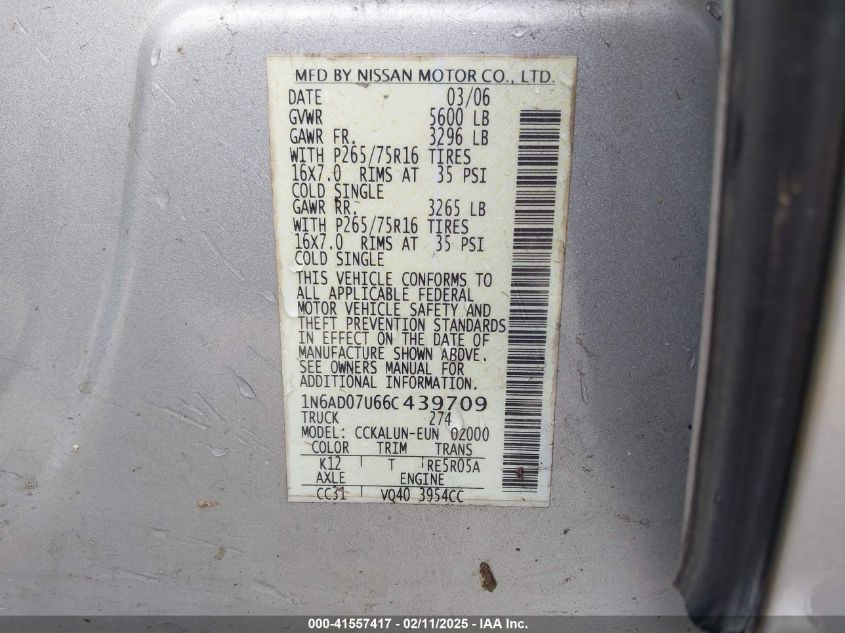 MFD BY NISSAN MOTOR CO., LTD.
DATE 03/06
GVWR 5600 LB
GAWR FR. 3296 LB
WITH P265/75R16 TIRES
16X7.0 RIMS AT 35 PSI
COLD SINGLE
GAWR RR. 3265 LB
WITH P265/75R16 TIRES
16X7.0 RIMS AT 35 PSI
COLD SINGLE
THIS VEHICLE CONFORMS TO
ALL APPLICABLE FEDERAL
MOTOR VEHICLE SAFETY AND
THEFT PREVENTION STANDARDS
IN EFFECT ON THE DATE OF
MANUFACTURE SHOWN ABOVE.
SEE OWNERS MANUAL FOR
ADDITIONAL INFORMATION.
1N6AD07U66C439709
TRUCK 274
MODEL: CCKALUN-EUN 0Z000
COLOR TRIM TRANS
K12 T RE5R05A
AXLE ENGINE
CC31 VQ40 3954CC
000-41557417 - 02/11/2025 - IAA Inc.